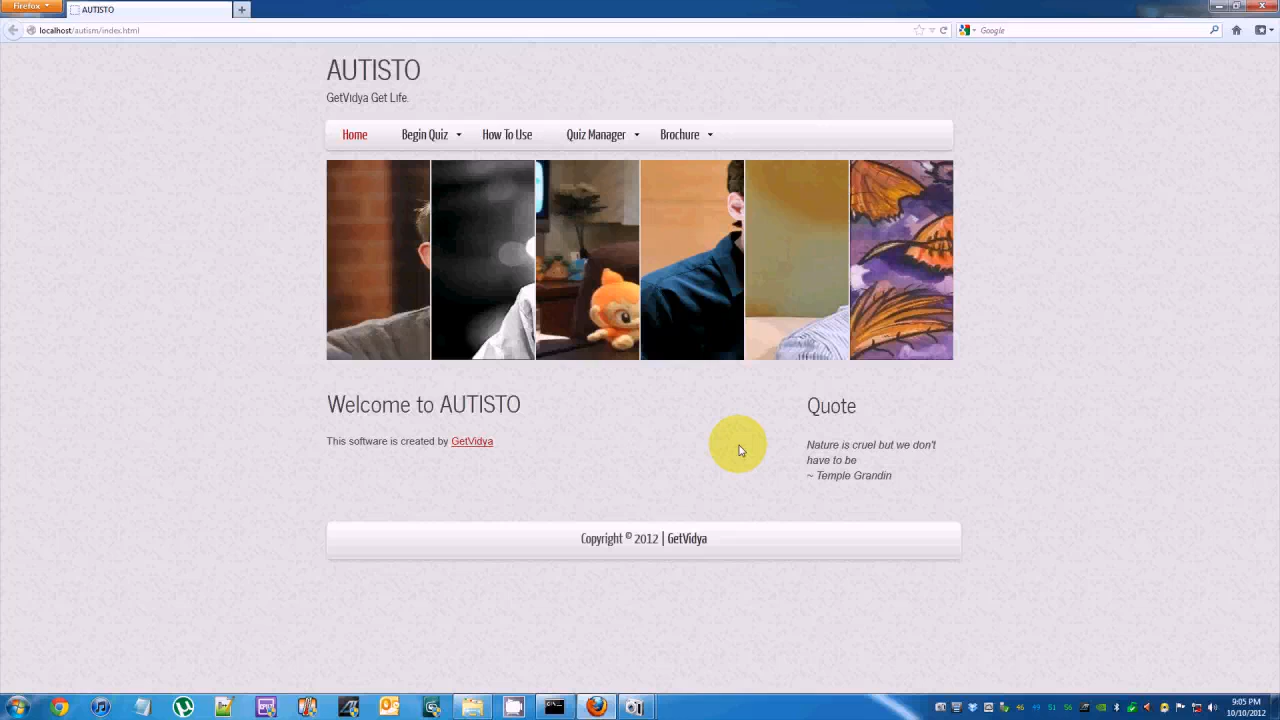 Firefox
AUTISTO
localhost/autism/index.html
Google
AUTISTO
GetVidya Get Life.
Home
Begin Quiz
How To Use
Quiz Manager
Brochure
Welcome to AUTISTO
This software is created by GetVidya
Quote
Nature is cruel but we don't
have to be
~ Temple Grandin
Copyright © 2012 | GetVidya
9:05 PM
10/10/2012